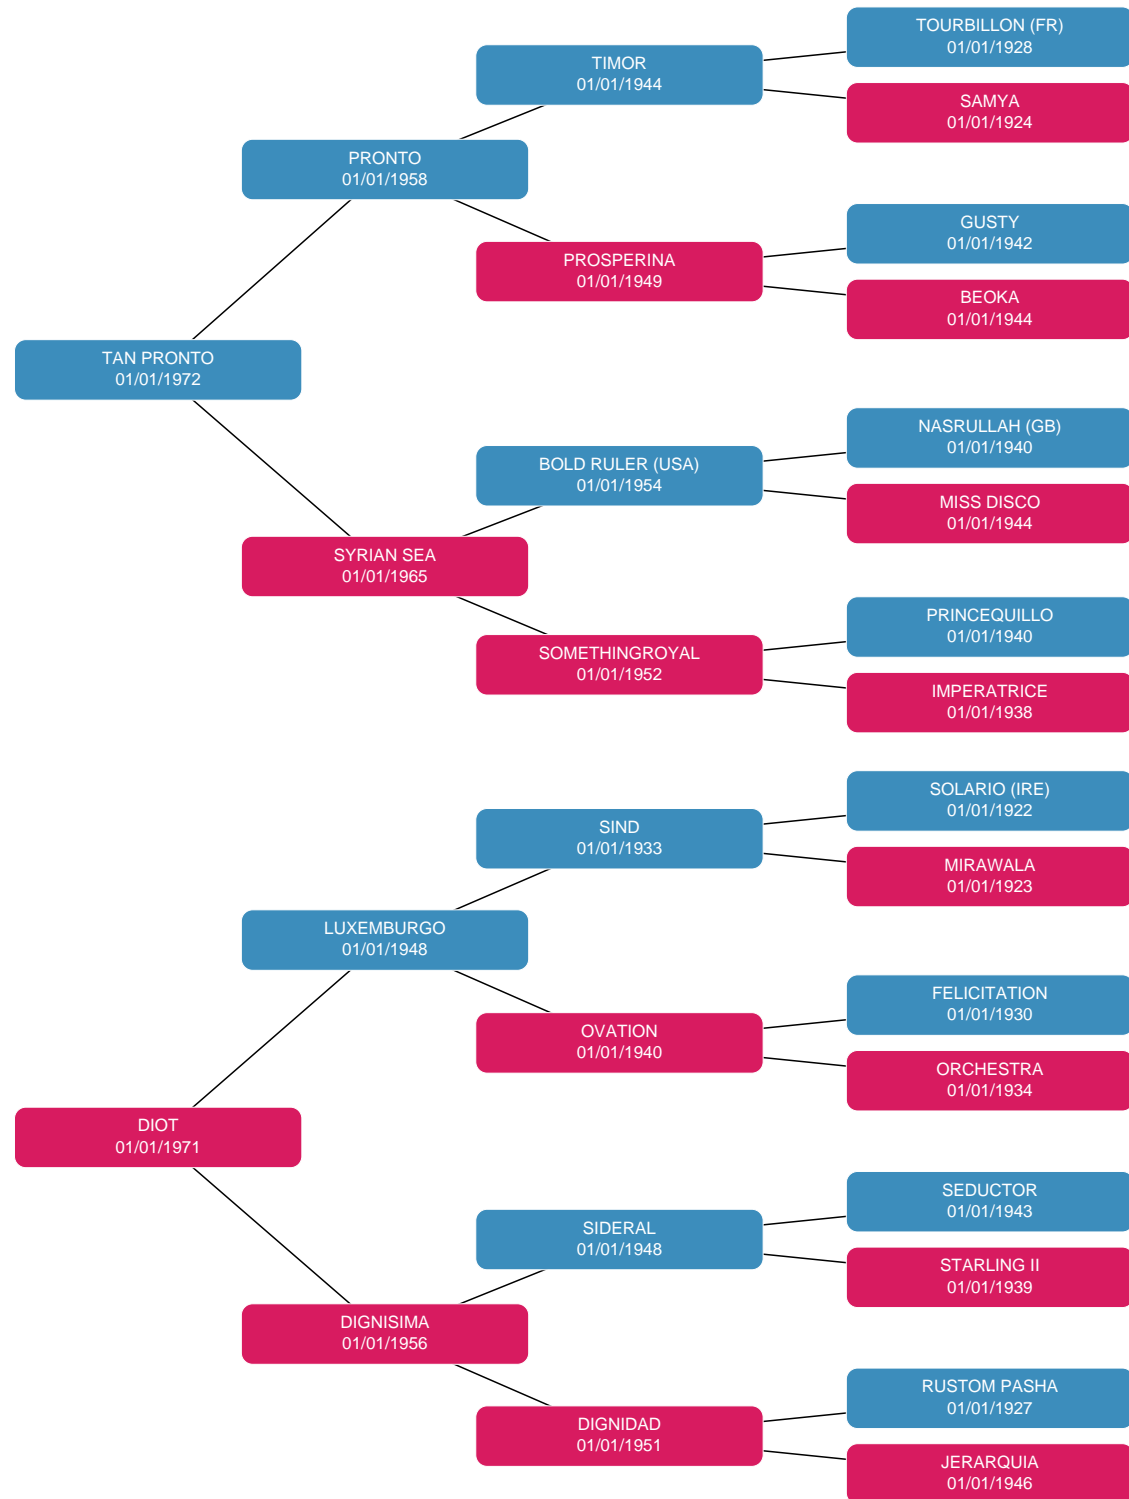 TOURBILLON (FR)
01/01/1928
TIMOR
01/01/1944
SAMYA
01/01/1924
PRONTO
01/01/1958
GUSTY
01/01/1942
PROSPERINA
01/01/1949
BEOKA
01/01/1944
TAN PRONTO
01/01/1972
NASRULLAH (GB)
01/01/1940
BOLD RULER (USA)
01/01/1954
MISS DISCO
01/01/1944
SYRIAN SEA
01/01/1965
PRINCEQUILLO
01/01/1940
SOMETHINGROYAL
01/01/1952
IMPERATRICE
01/01/1938
SOLARIO (IRE)
01/01/1922
SIND
01/01/1933
MIRAWALA
01/01/1923
LUXEMBURGO
01/01/1948
FELICITATION
01/01/1930
OVATION
01/01/1940
ORCHESTRA
01/01/1934
DIOT
01/01/1971
SEDUCTOR
01/01/1943
SIDERAL
01/01/1948
STARLING II
01/01/1939
DIGNISIMA
01/01/1956
RUSTOM PASHA
01/01/1927
DIGNIDAD
01/01/1951
JERARQUIA
01/01/1946